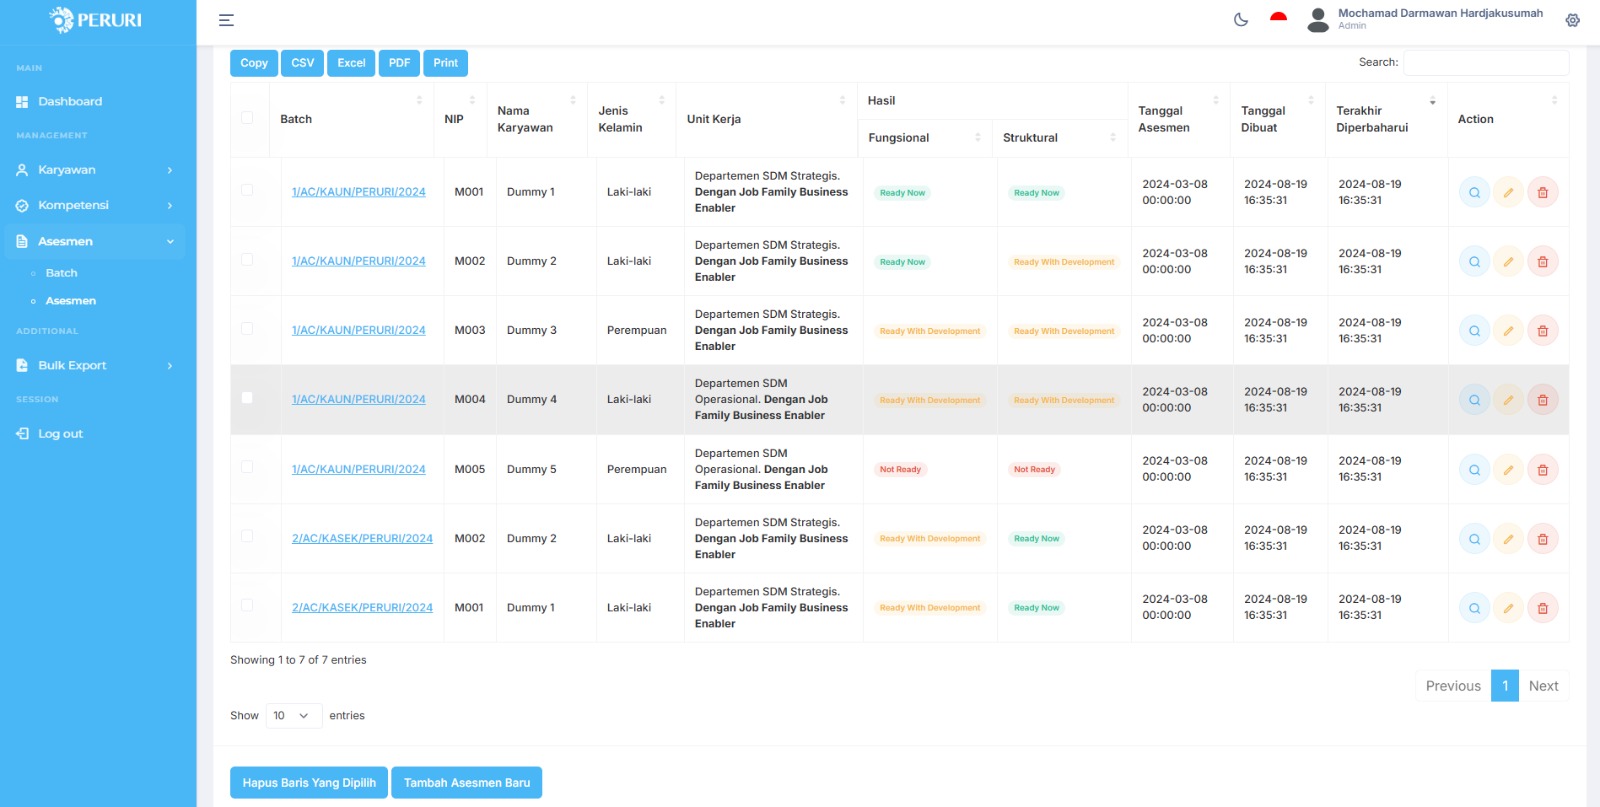 PERURI
Mochamad Darmawan Hardjakusumah
Admin
MAIN
Dashboard
MANAGEMENT
Karyawan
Kompetensi
Asesmen
Batch
Asesmen
ADDITIONAL
Bulk Export
SESSION
Log out
Copy CSV Excel PDF Print
Search:
Batch NIP Nama Karyawan Jenis Kelamin Unit Kerja Hasil Fungsional Struktural Tanggal Asesmen Tanggal Dibuat Terakhir Diperbaharui Action
1/AC/KAUN/PERURI/2024 M001 Dummy 1 Laki-laki Departemen SDM Strategis. Dengan Job Family Business Enabler Ready Now Ready Now 2024-03-08 00:00:00 2024-08-19 16:35:31 2024-08-19 16:35:31
1/AC/KAUN/PERURI/2024 M002 Dummy 2 Laki-laki Departemen SDM Strategis. Dengan Job Family Business Enabler Ready Now Ready With Development 2024-03-08 00:00:00 2024-08-19 16:35:31 2024-08-19 16:35:31
1/AC/KAUN/PERURI/2024 M003 Dummy 3 Perempuan Departemen SDM Strategis. Dengan Job Family Business Enabler Ready With Development Ready With Development 2024-03-08 00:00:00 2024-08-19 16:35:31 2024-08-19 16:35:31
1/AC/KAUN/PERURI/2024 M004 Dummy 4 Laki-laki Departemen SDM Operasional. Dengan Job Family Business Enabler Ready With Development Ready With Development 2024-03-08 00:00:00 2024-08-19 16:35:31 2024-08-19 16:35:31
1/AC/KAUN/PERURI/2024 M005 Dummy 5 Perempuan Departemen SDM Operasional. Dengan Job Family Business Enabler Not Ready Not Ready 2024-03-08 00:00:00 2024-08-19 16:35:31 2024-08-19 16:35:31
2/AC/KASEK/PERURI/2024 M002 Dummy 2 Laki-laki Departemen SDM Strategis. Dengan Job Family Business Enabler Ready With Development Ready Now 2024-03-08 00:00:00 2024-08-19 16:35:31 2024-08-19 16:35:31
2/AC/KASEK/PERURI/2024 M001 Dummy 1 Laki-laki Departemen SDM Strategis. Dengan Job Family Business Enabler Ready With Development Ready Now 2024-03-08 00:00:00 2024-08-19 16:35:31 2024-08-19 16:35:31
Showing 1 to 7 of 7 entries
Previous 1 Next
Show 10 entries
Hapus Baris Yang Dipilih Tambah Asesmen Baru